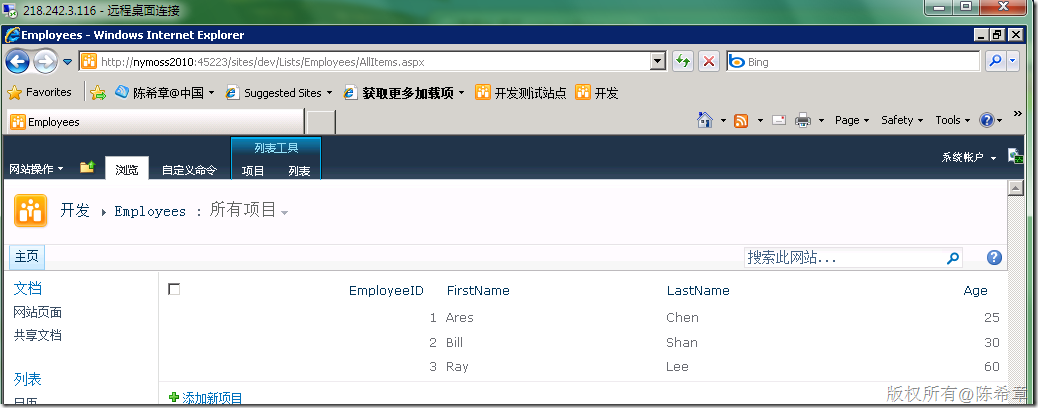 218.242.3.116 - 远程桌面连接
Employees - Windows Internet Explorer
http://nymoss2010:45223/sites/dev/Lists/Employees/AllItems.aspx Bing
Favorites 陈希章@中国 Suggested Sites 获取更多加载项 开发测试站点 开发
Employees Page Safety Tools »
列表工具
网站操作 浏览 自定义命令 项目 列表 系统帐户
开发 Employees : 所有项目
主页 搜索此网站...
文档
网站页面
共享文档
列表
日历
EmployeeID FirstName LastName Age
1 Ares Chen 25
2 Bill Shan 30
3 Ray Lee 60
添加新项目
版权所有@陈希章